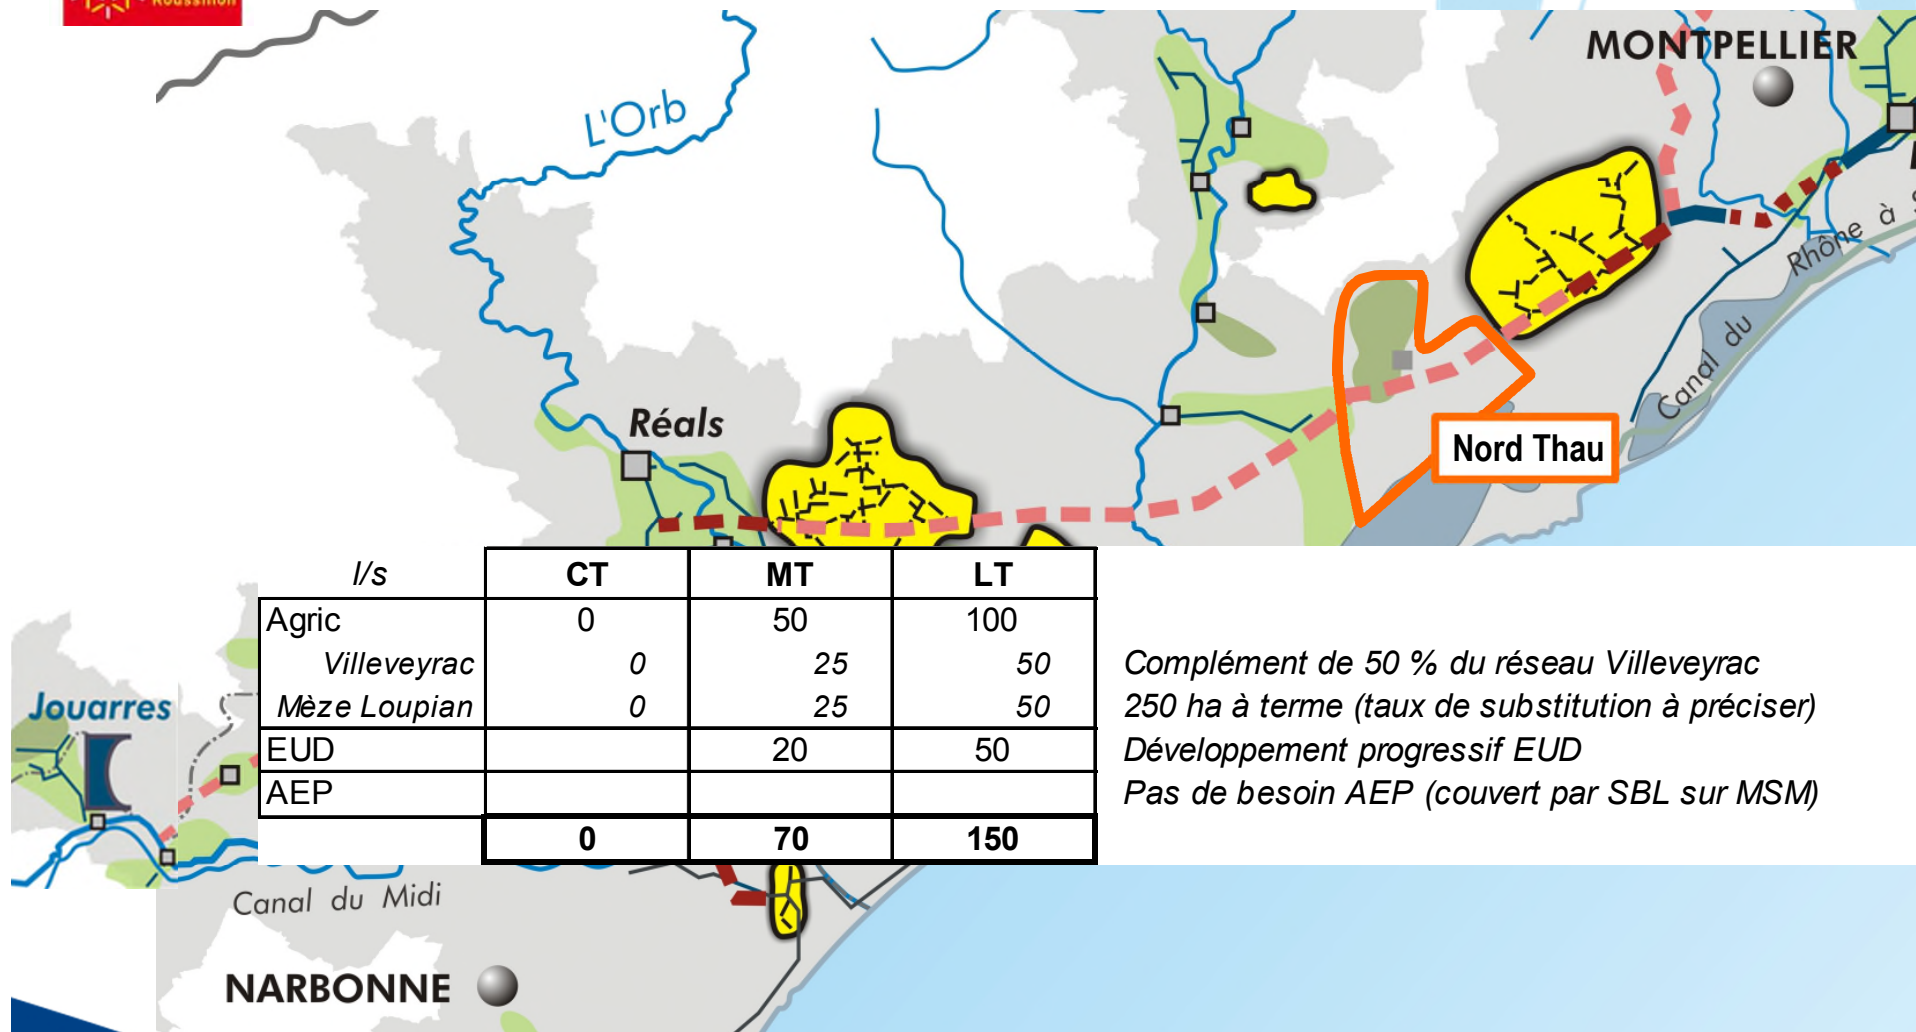 Roussillon
MONTPELLIER
L'Orb
Rhône à
Canal du
Réals
Nord Thau
l/s CT MT LT
Agric 0 50 100
Villeveyrac 0 25 50 Complément de 50 % du réseau Villeveyrac
Mèze Loupian 0 25 50 250 ha à terme (taux de substitution à préciser)
EUD 20 50 Développement progressif EUD
AEP Pas de besoin AEP (couvert par SBL sur MSM)
0 70 150
Jouarres
Canal du Midi
NARBONNE